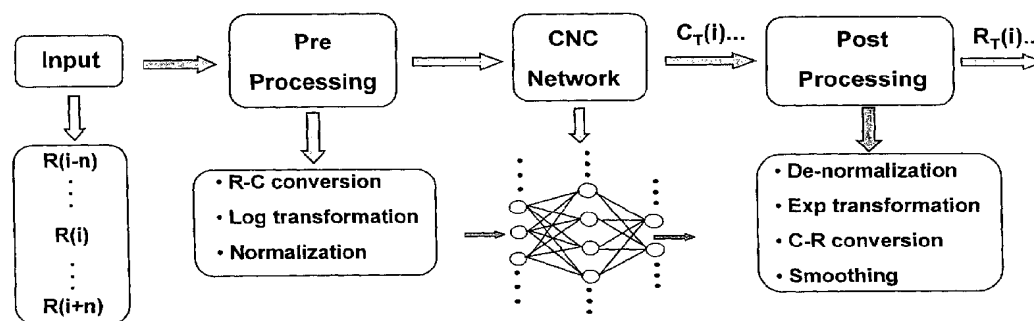 Input
Pre
Processing
CNC
Network
C_T(i)...
Post
Processing
R_T(i)...
R(i-n)
R(i)
R(i+n)
• R-C conversion
• Log transformation
• Normalization
• De-normalization
• Exp transformation
• C-R conversion
• Smoothing